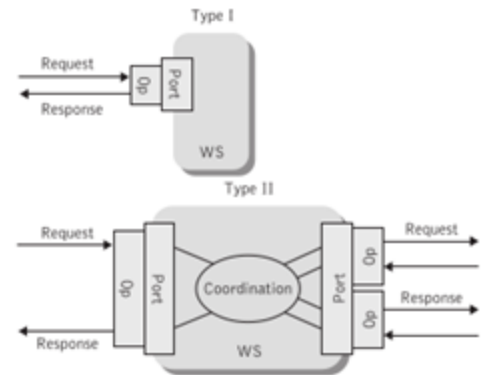 Type I
Request
Op
Port
Response
WS
Type II
Request
Request
Op
Port
Coordination
Port
Op
Response
Op
Response
WS